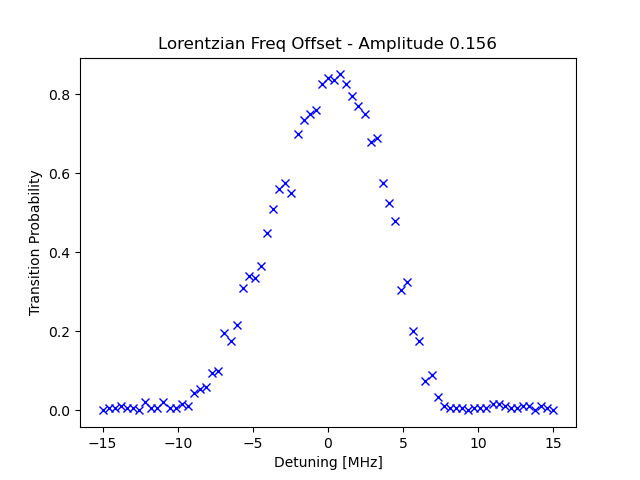 Lorentzian Freq Offset - Amplitude 0.156
Transition Probability
0.8
0.6
0.4
0.2
0.0
−15 −10 −5 0 5 10 15
Detuning [MHz]